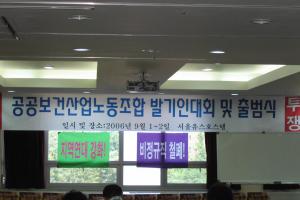 공공보건산업노동조합 발기인대회 및 출범식
일시 및 장소:2006년 9월 1~2일 서울유스호스텔
투
쟁
지역연대 강화!
비정규직 철폐!